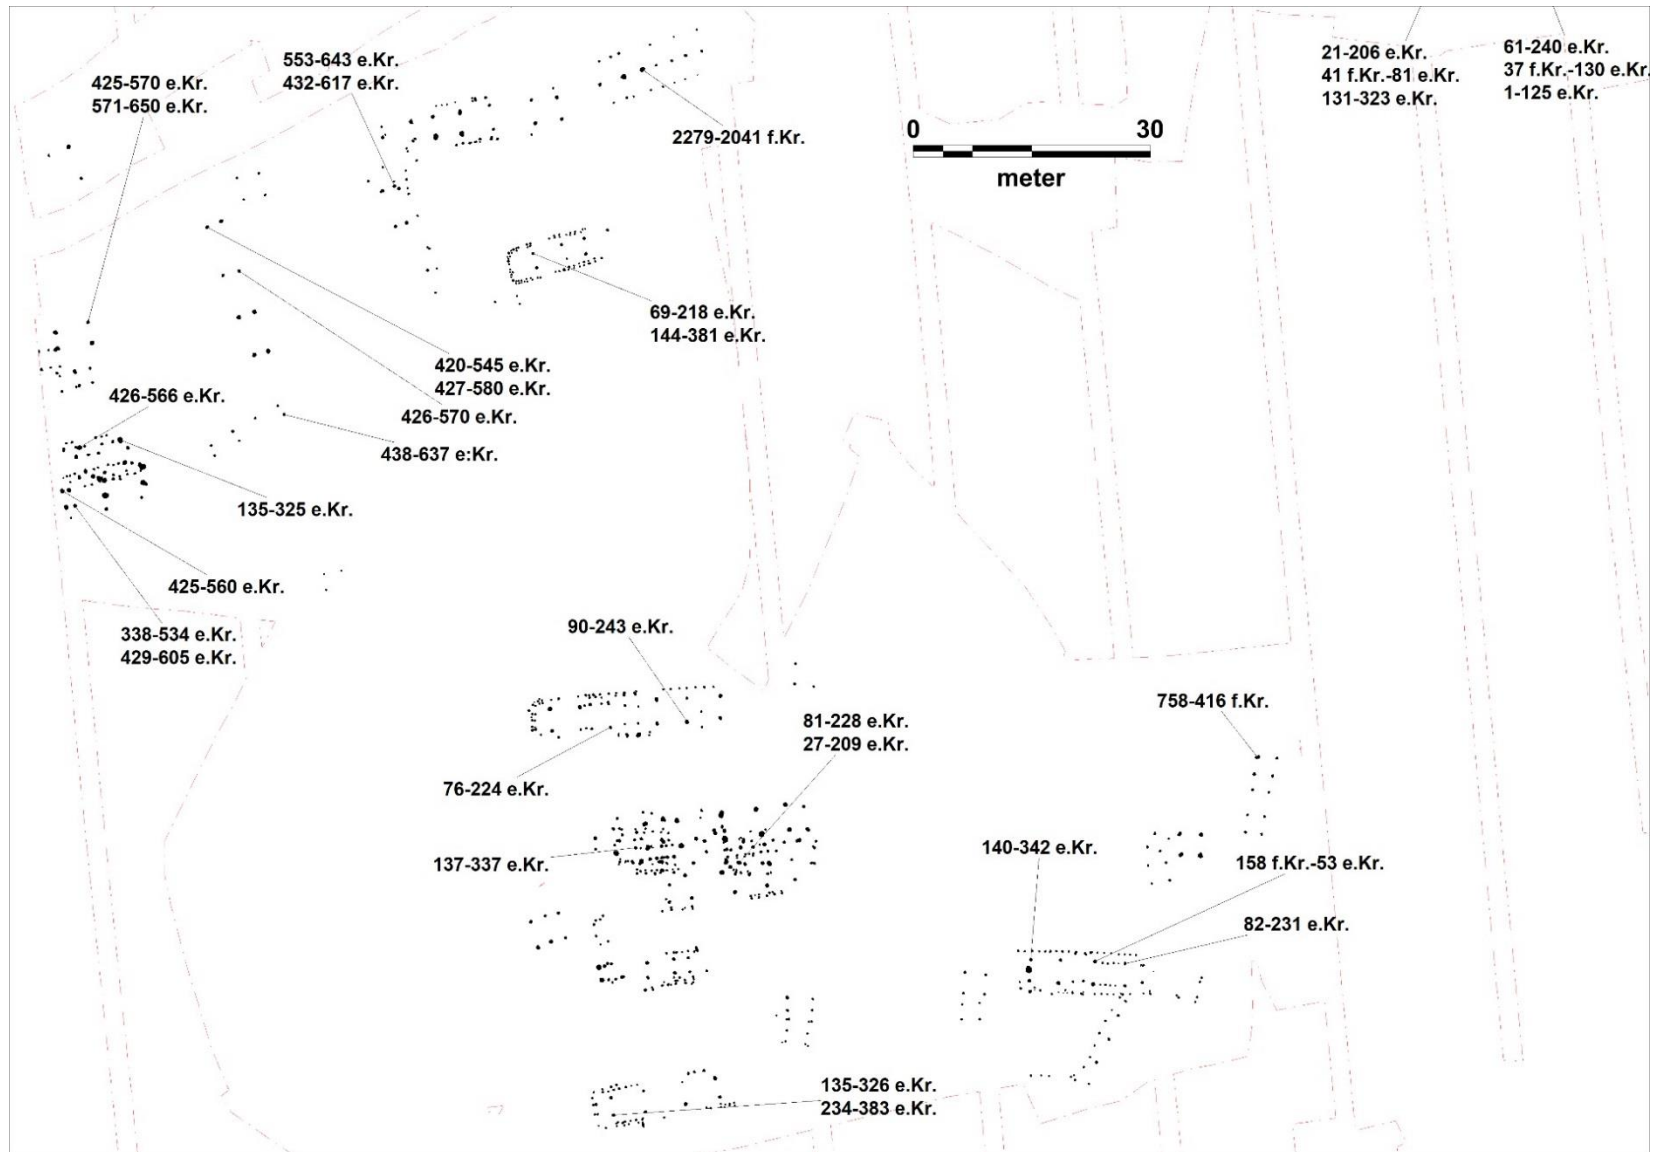 553-643 e.Kr.
432-617 e.Kr.
425-570 e.Kr.
571-650 e.Kr.
21-206 e.Kr.
41 f.Kr.-81 e.Kr.
131-323 e.Kr.
61-240 e.Kr.
37 f.Kr.-130 e.Kr.
1-125 e.Kr.
2279-2041 f.Kr.
0 30
meter
69-218 e.Kr.
144-381 e.Kr.
420-545 e.Kr.
427-580 e.Kr.
426-566 e.Kr.
426-570 e.Kr.
438-637 e:Kr.
135-325 e.Kr.
425-560 e.Kr.
338-534 e.Kr.
429-605 e.Kr.
90-243 e.Kr.
758-416 f.Kr.
81-228 e.Kr.
27-209 e.Kr.
76-224 e.Kr.
137-337 e.Kr.
140-342 e.Kr.
158 f.Kr.-53 e.Kr.
82-231 e.Kr.
135-326 e.Kr.
234-383 e.Kr.